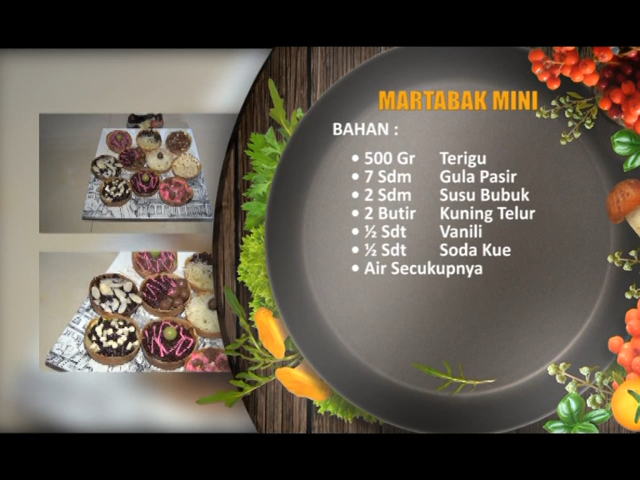 MARTABAK MINI
BAHAN :
• 500 Gr Terigu
• 7 Sdm Gula Pasir
• 2 Sdm Susu Bubuk
• 2 Butir Kuning Telur
• ½ Sdt Vanili
• ½ Sdt Soda Kue
• Air Secukupnya